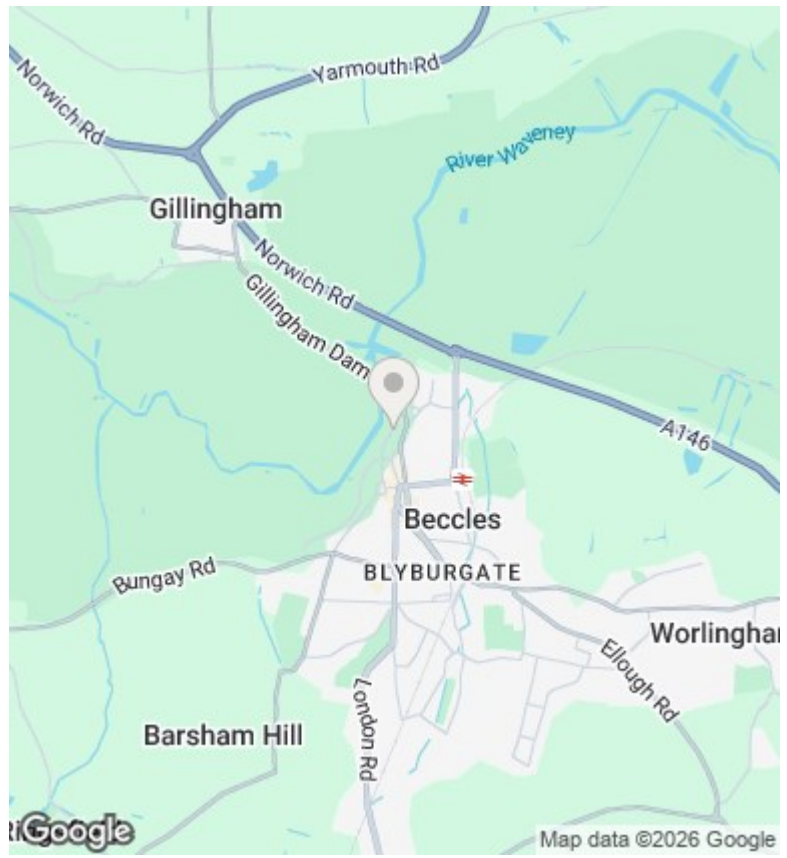 Yarmouth Rd
Norwich Rd
River Waveney
Gillingham
Norwich Rd
Gillingham Dam
A146
Beccles
BLYBURGATE
Bungay Rd
Worlingha
Ellough Rd
London Rd
Barsham Hill
Google
Map data ©2026 Google